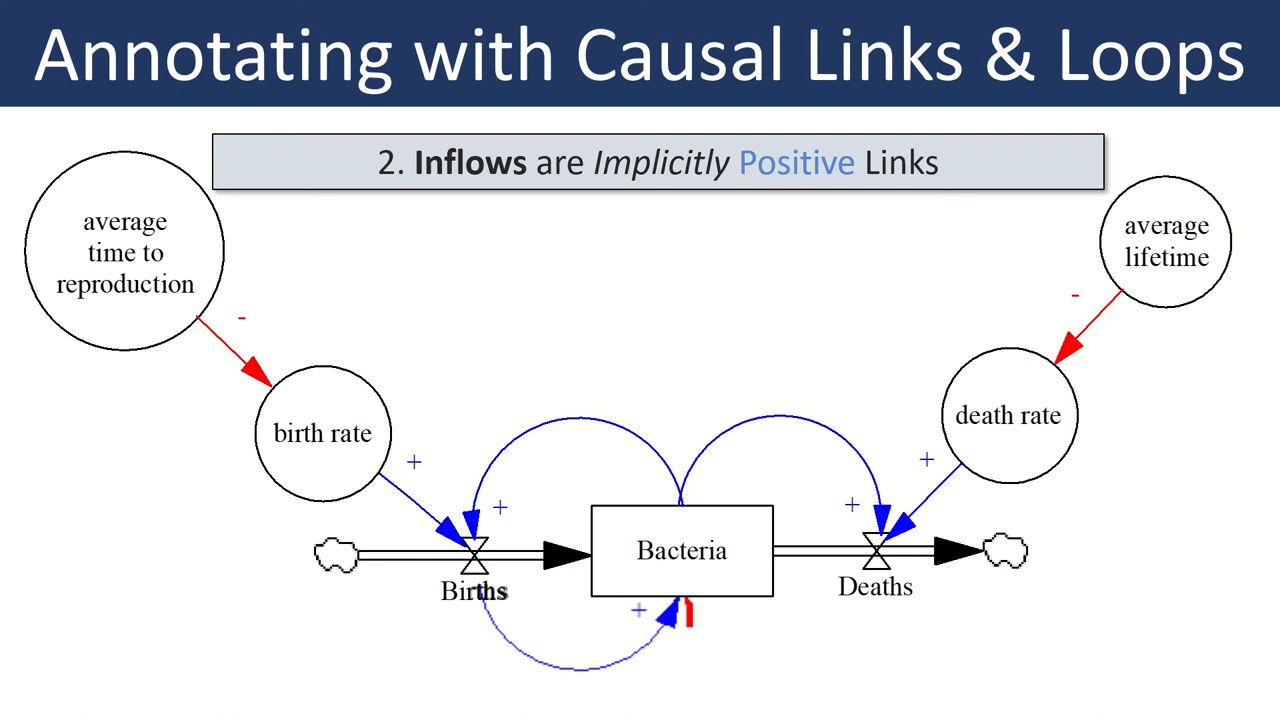 Annotating with Causal Links & Loops
2. Inflows are Implicitly Positive Links
average
time to
reproduction
average
lifetime
-
-
birth rate
death rate
+
+
+
+
Bacteria
Births
Deaths
+